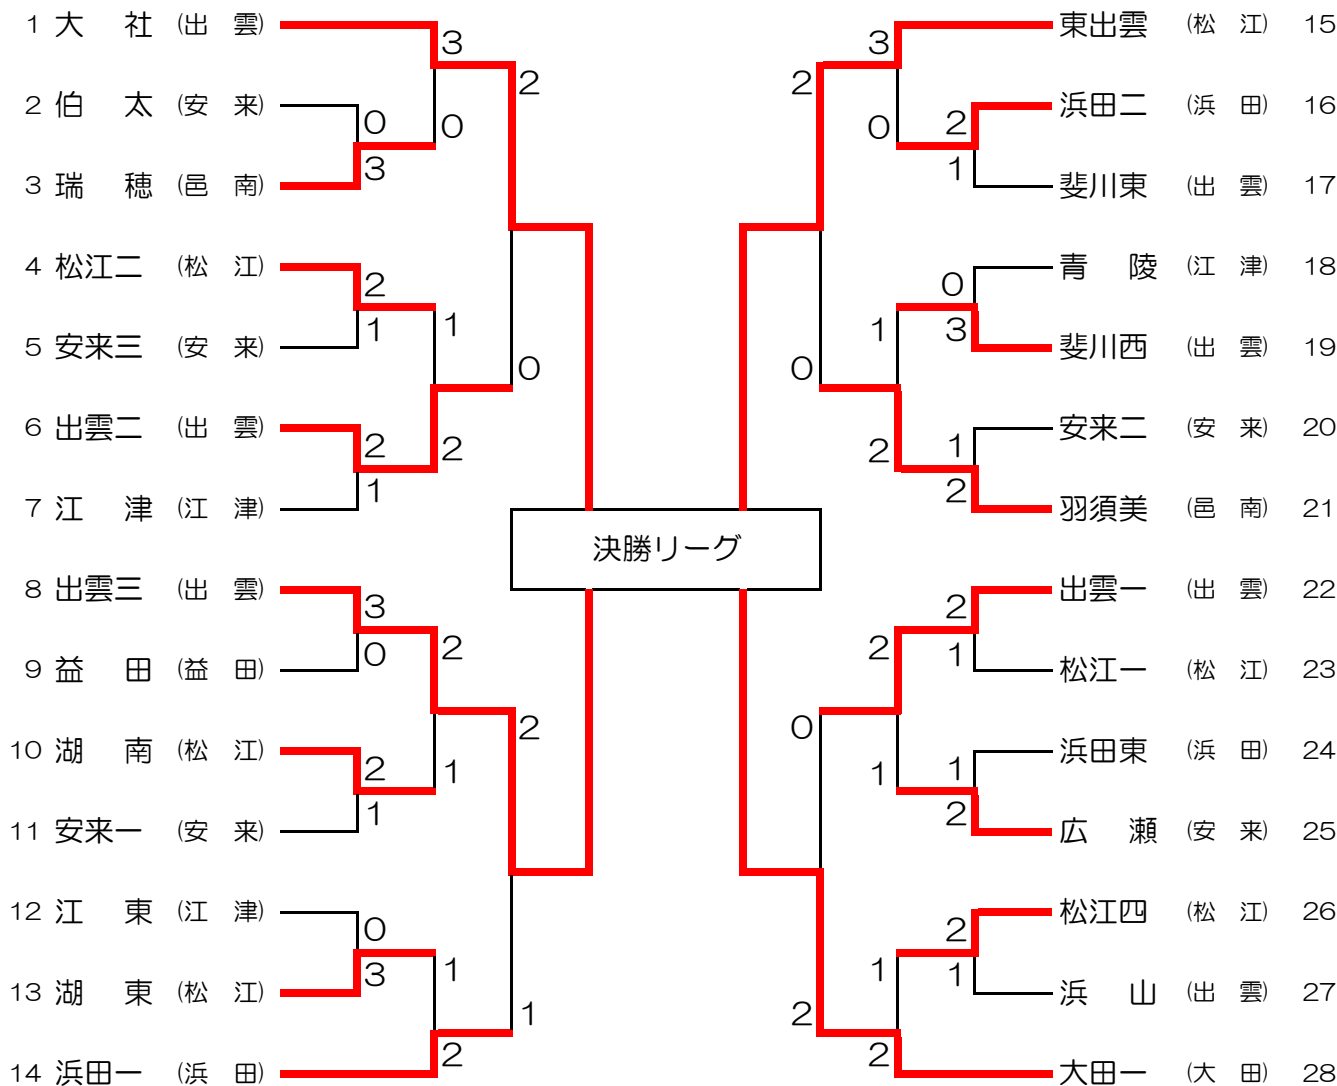 1 大 社 (出 雲)
3
2
2 伯 太 (安 来)
0
0
3 瑞 穂 (邑 南)
3
4 松江二 (松 江)
2
1
5 安来三 (安 来)
1
0
6 出雲二 (出 雲)
2
2
7 江 津 (江 津)
1
8 出雲三 (出 雲)
3
2
9 益 田 (益 田)
0
2
10 湖 南 (松 江)
2
1
11 安来一 (安 来)
1
12 江 東 (江 津)
0
1
13 湖 東 (松 江)
3
1
14 浜田一 (浜 田)
2
決勝リーグ
東出雲 (松 江) 15
3
2
浜田二 (浜 田) 16
2
0
斐川東 (出 雲) 17
1
青 陵 (江 津) 18
0
1
斐川西 (出 雲) 19
3
0
安来二 (安 来) 20
1
2
羽須美 (邑 南) 21
2
出雲一 (出 雲) 22
2
2
松江一 (松 江) 23
1
0
浜田東 (浜 田) 24
1
1
広 瀬 (安 来) 25
2
松江四 (松 江) 26
2
1
浜 山 (出 雲) 27
1
2
大田一 (大 田) 28
2